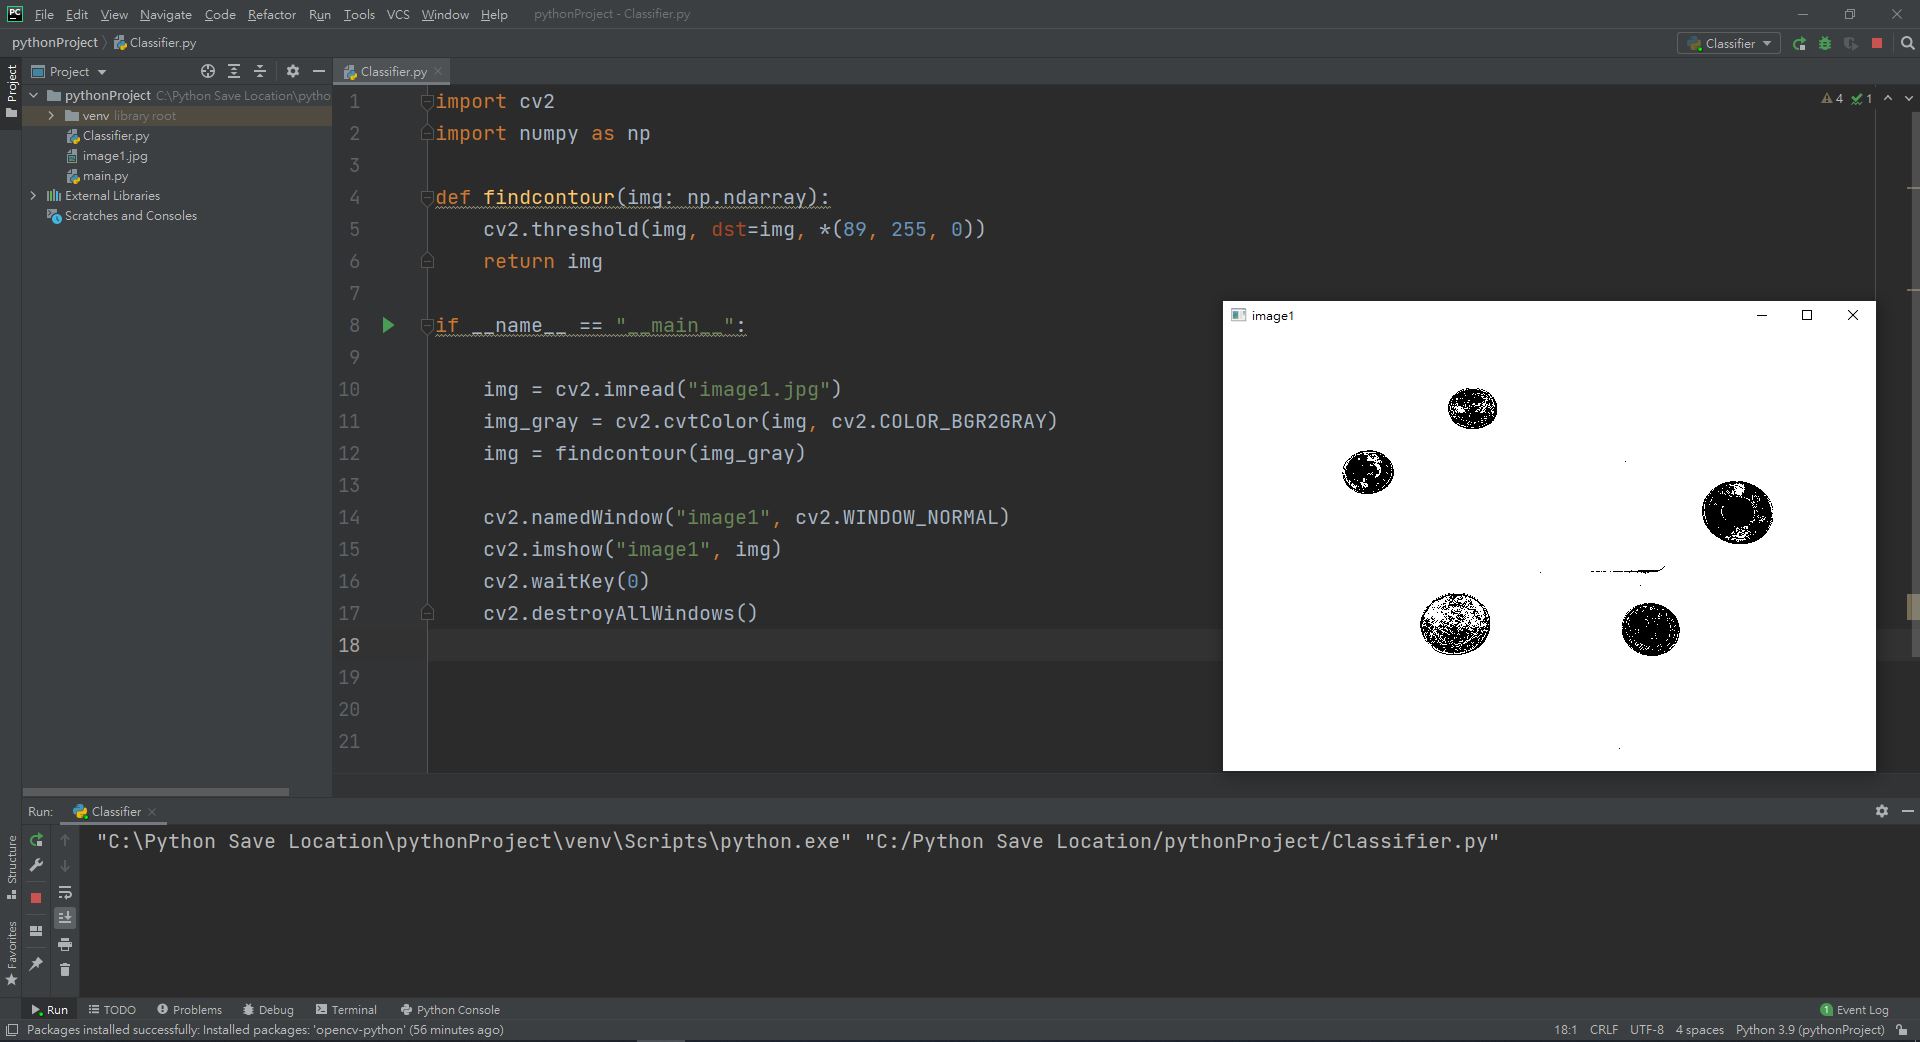 PC File Edit View Navigate Code Refactor Run Tools VCS Window Help pythonProject - Classifier.py
pythonProject Classifier.py Classifier
Project Project Classifier.py
pythonProject C:\Python Save Location\pytho
venv library root
Classifier.py
image1.jpg
main.py
External Libraries
Scratches and Consoles
4 1
1 import cv2
2 import numpy as np
3
4 def findcontour(img: np.ndarray):
5 cv2.threshold(img, dst=img, *(89, 255, 0))
6 return img
7
8 if __name__ == "__main__":
9
10 img = cv2.imread("image1.jpg")
11 img_gray = cv2.cvtColor(img, cv2.COLOR_BGR2GRAY)
12 img = findcontour(img_gray)
13
14 cv2.namedWindow("image1", cv2.WINDOW_NORMAL)
15 cv2.imshow("image1", img)
16 cv2.waitKey(0)
17 cv2.destroyAllWindows()
18
19
20
21
image1
Run: Classifier
"C:\Python Save Location\pythonProject\venv\Scripts\python.exe" "C:/Python Save Location/pythonProject/Classifier.py"
Structure
Favorites
Run TODO Problems Debug Terminal Python Console 1 Event Log
Packages installed successfully: Installed packages: 'opencv-python' (56 minutes ago) 18:1 CRLF UTF-8 4 spaces Python 3.9 (pythonProject)